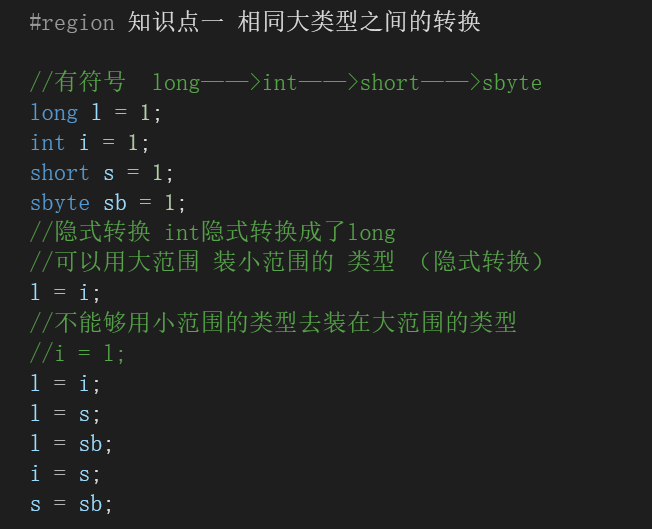 #region 知识点一 相同大类型之间的转换
//有符号  long——>int——>short——>sbyte
long l = 1;
int i = 1;
short s = 1;
sbyte sb = 1;
//隐式转换 int隐式转换成了long
//可以用大范围 装小范围的 类型 （隐式转换）
l = i;
//不能够用小范围的类型去装在大范围的类型
//i = l;
l = i;
l = s;
l = sb;
i = s;
s = sb;